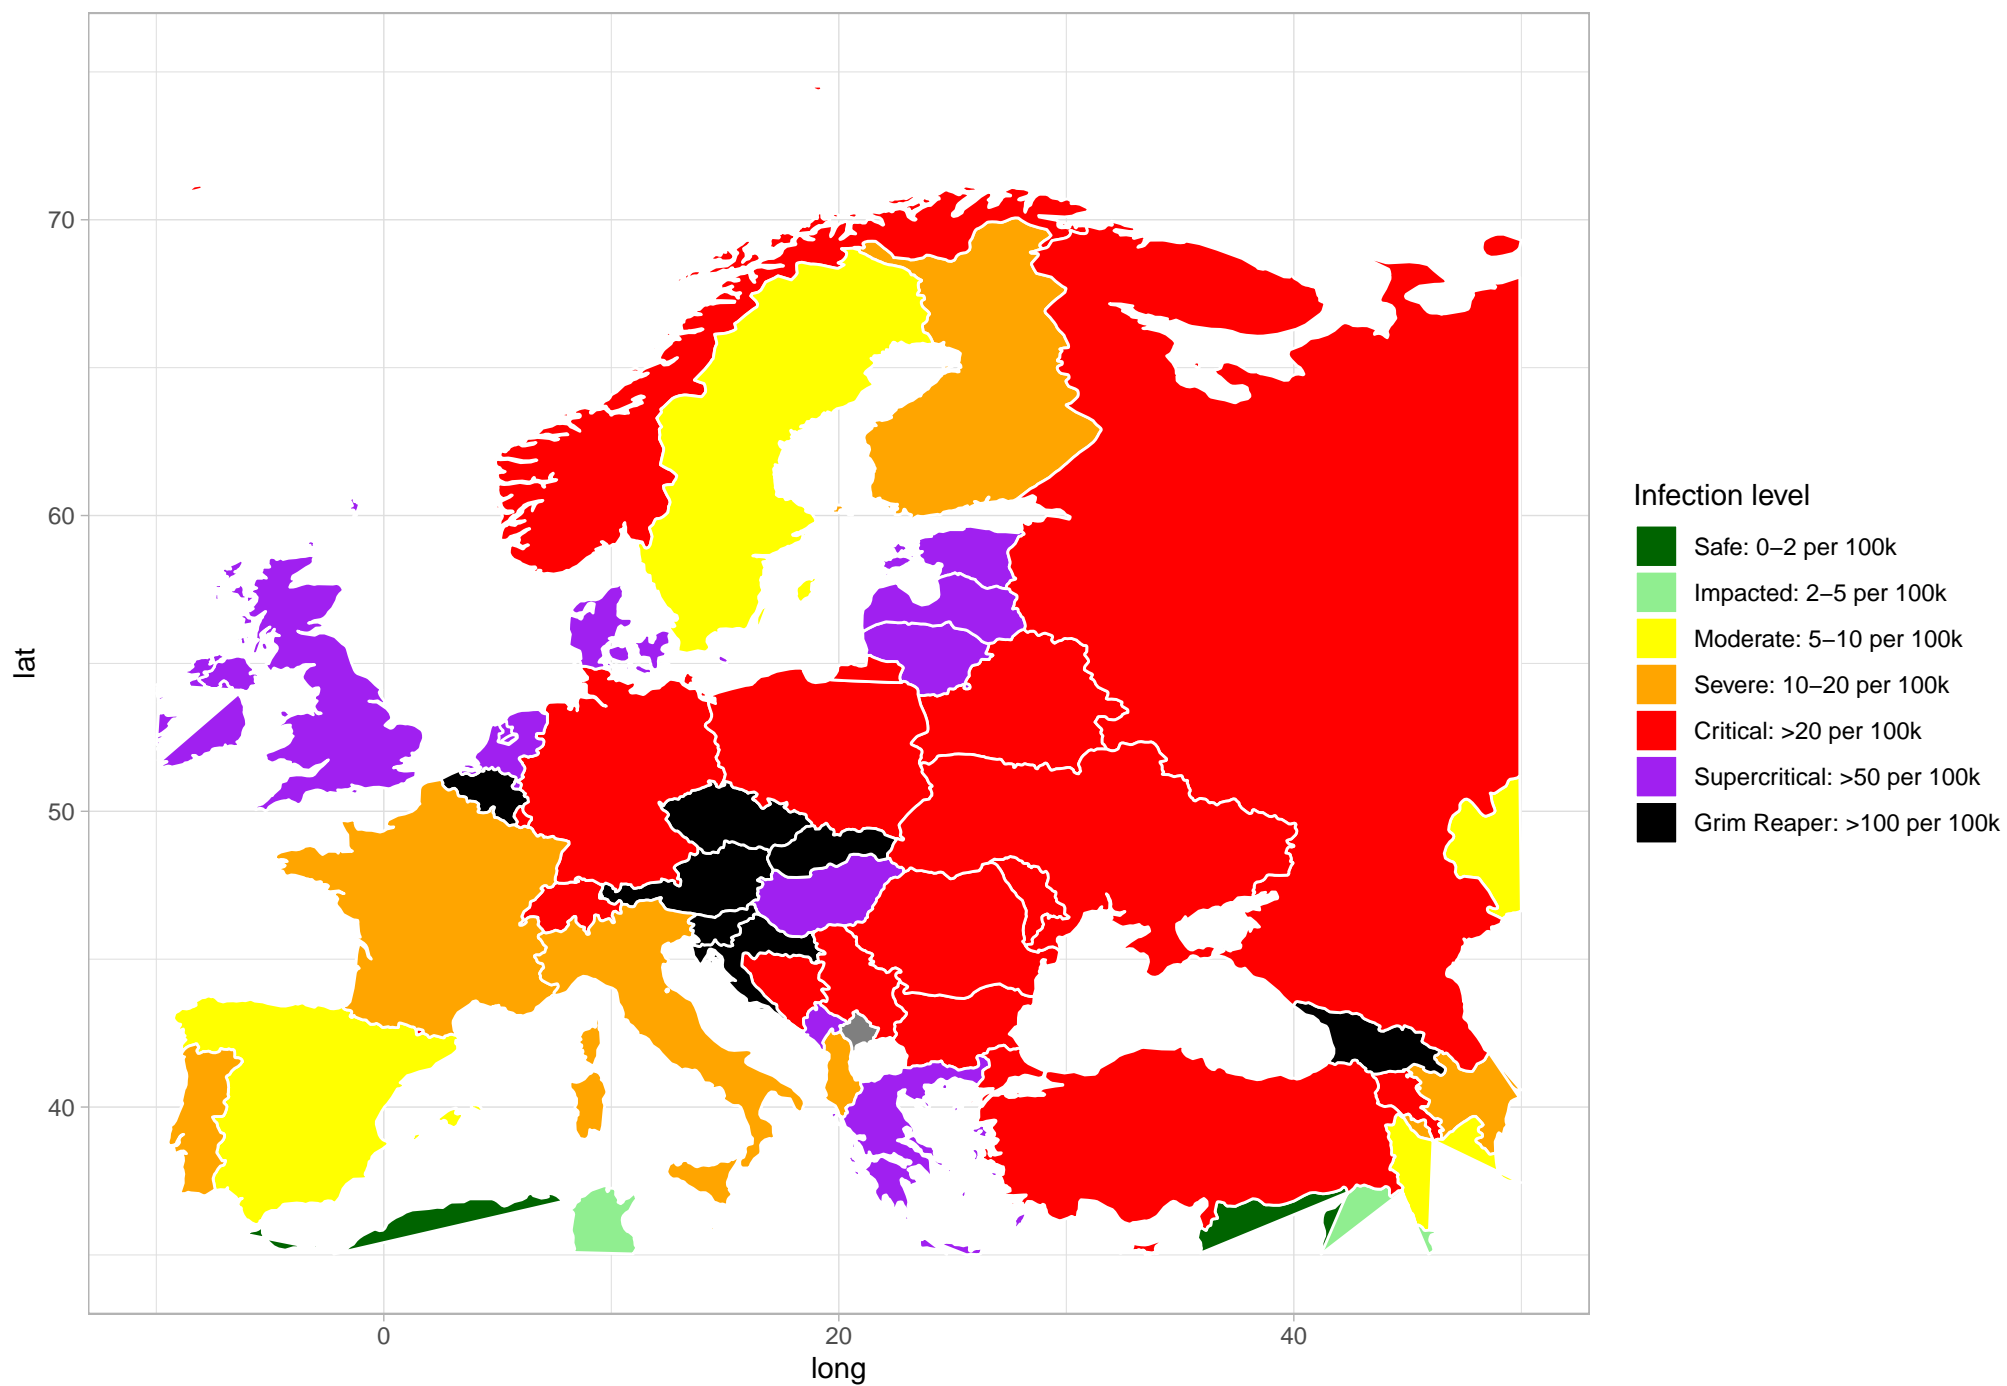 70
60
50
40
lat
0
20
40
long
Infection level
Safe: 0–2 per 100k
Impacted: 2–5 per 100k
Moderate: 5–10 per 100k
Severe: 10–20 per 100k
Critical: >20 per 100k
Supercritical: >50 per 100k
Grim Reaper: >100 per 100k